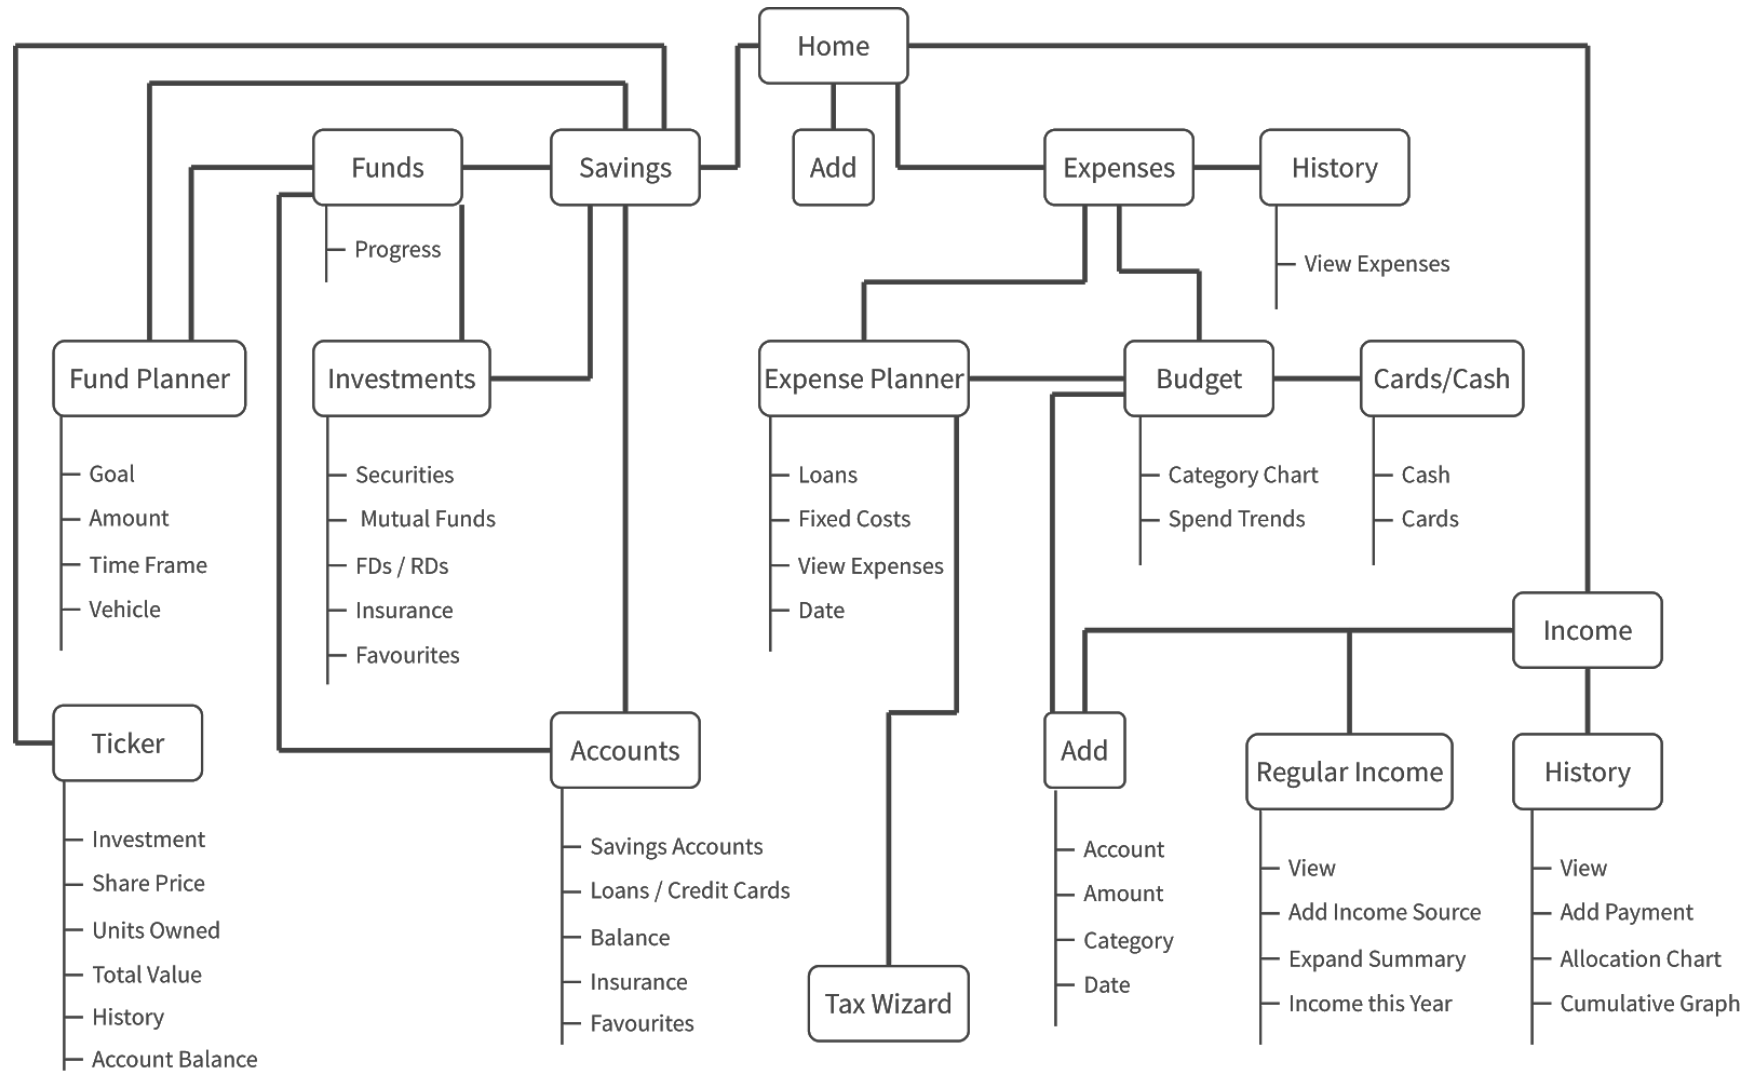 Home
Funds
Savings
Add
Expenses
History
Progress
View Expenses
Fund Planner
Investments
Expense Planner
Budget
Cards/Cash
Goal
Amount
Time Frame
Vehicle
Securities
Mutual Funds
FDs / RDs
Insurance
Favourites
Loans
Fixed Costs
View Expenses
Date
Category Chart
Spend Trends
Cash
Cards
Income
Ticker
Accounts
Add
Regular Income
History
Investment
Share Price
Units Owned
Total Value
History
Account Balance
Savings Accounts
Loans / Credit Cards
Balance
Insurance
Favourites
Tax Wizard
Account
Amount
Category
Date
View
Add Income Source
Expand Summary
Income this Year
View
Add Payment
Allocation Chart
Cumulative Graph